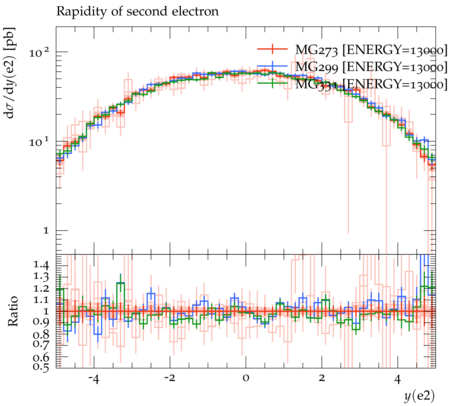 Rapidity of second electron
dσ/dy(e2) [pb]
10²
10¹
1
MG273 [ENERGY=13000]
MG299 [ENERGY=13000]
[ENERGY=13000]
Ratio
1.4
1.3
1.2
1.1
1
0.9
0.8
0.7
0.6
0.5
-4 -2 0 2 4
y(e2)